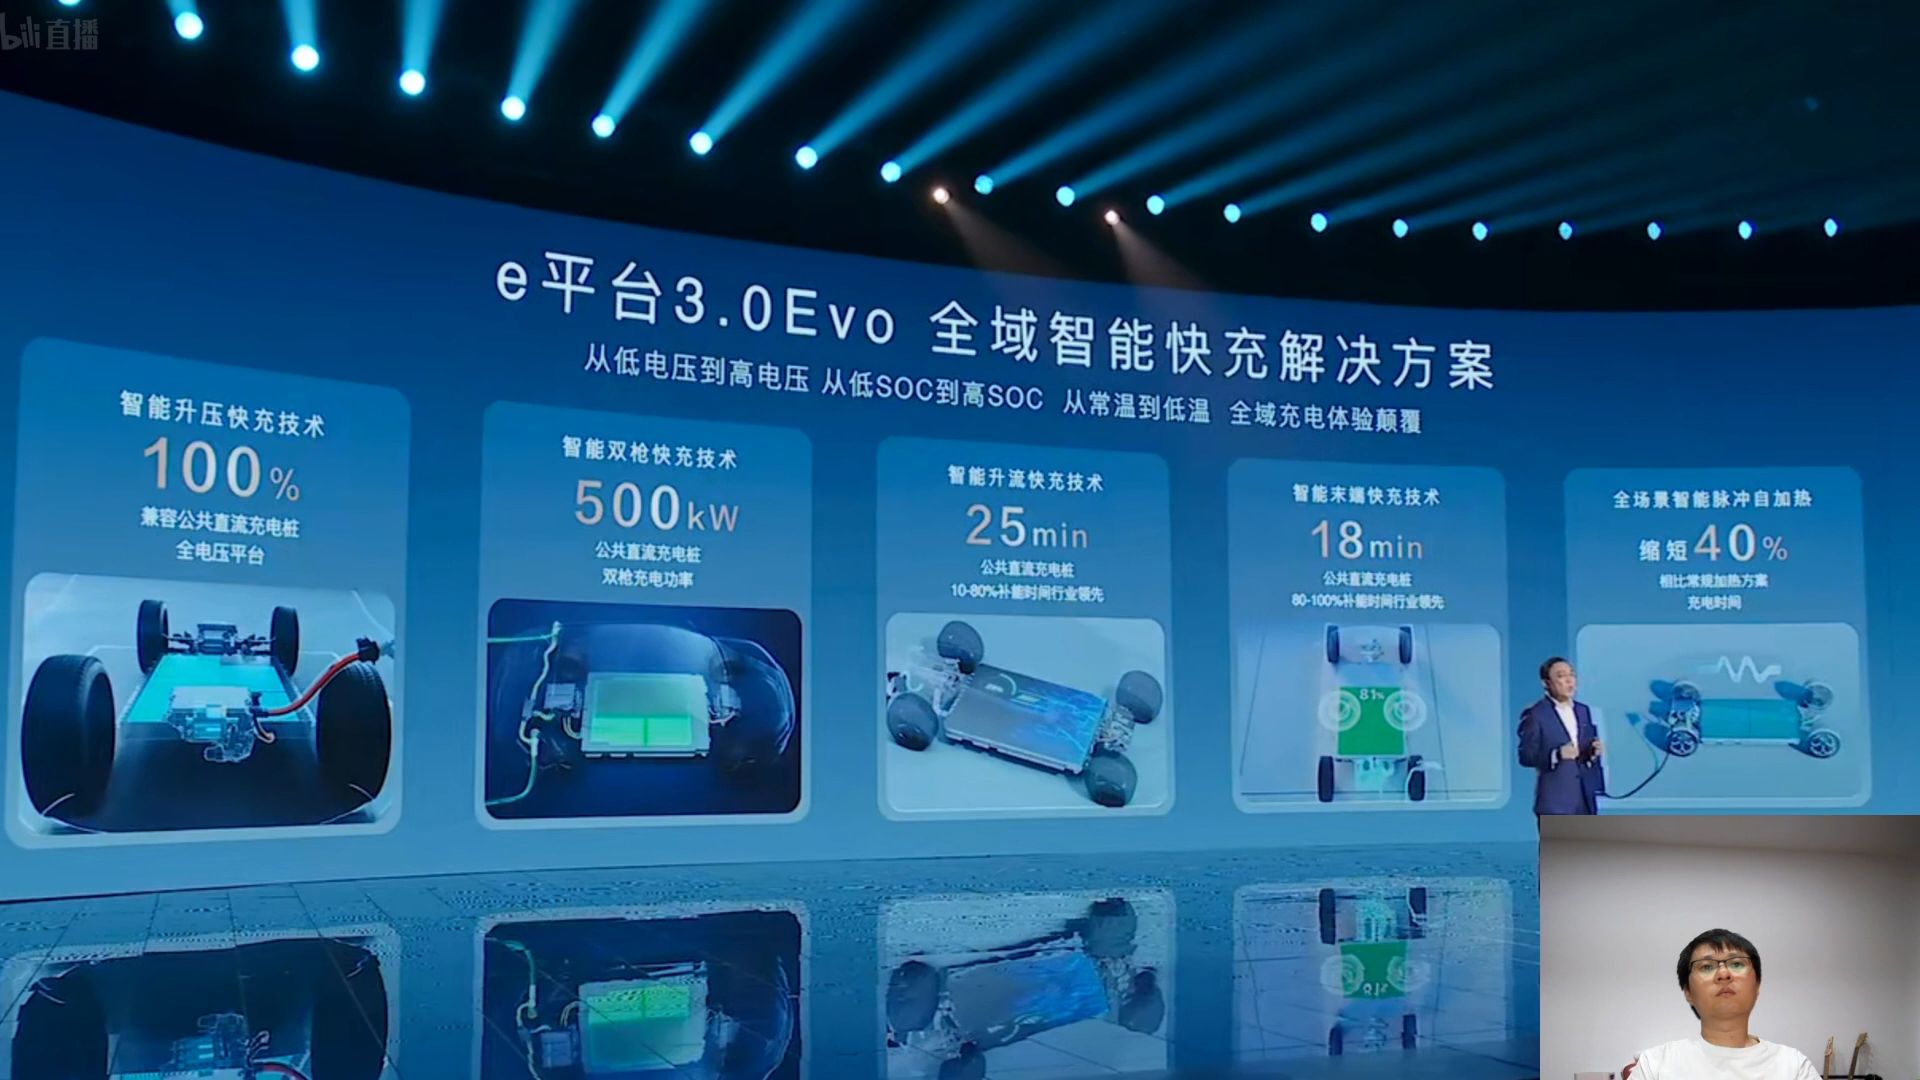 bili直播
e平台3.0Evo 全域智能快充解决方案
从低电压到高电压 从低SOC到高SOC 从常温到低温 全域充电体验颠覆
智能升压快充技术
100%
兼容公共直流充电桩
全电压平台
智能双枪快充技术
500kW
公共直流充电桩
双枪充电功率
智能升流快充技术
25min
公共直流充电桩
10-80%补能时间行业领先
智能末端快充技术
18min
公共直流充电桩
80-100%补能时间行业领先
81%
全场景智能脉冲自加热
缩短40%
相比常规加热方案
充电时间